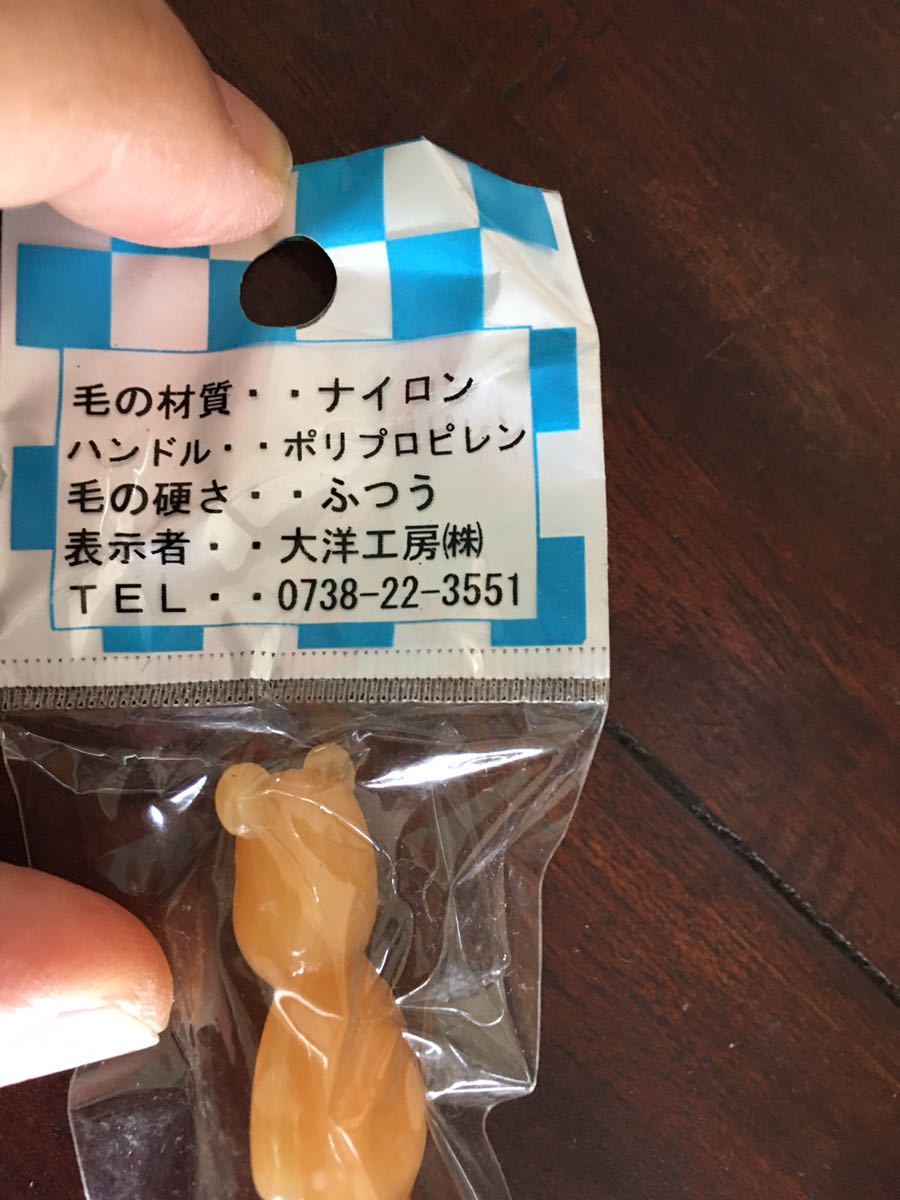 毛の材質・・ナイロン
ハンドル・・ポリプロピレン
毛の硬さ・・ふつう
表示者・・大洋工房㈱
ＴＥＬ・・0738-22-3551